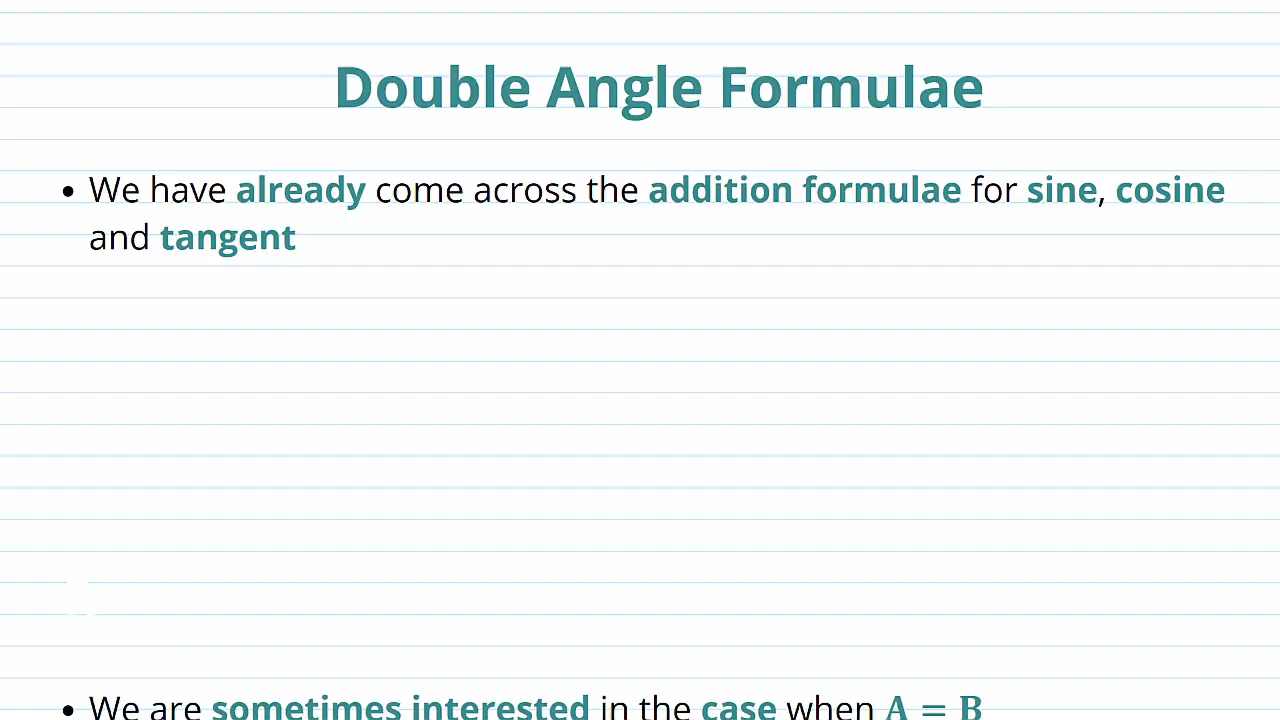 Double Angle Formulae
• We have already come across the addition formulae for sine, cosine
and tangent
• We are sometimes interested in the case when A = B